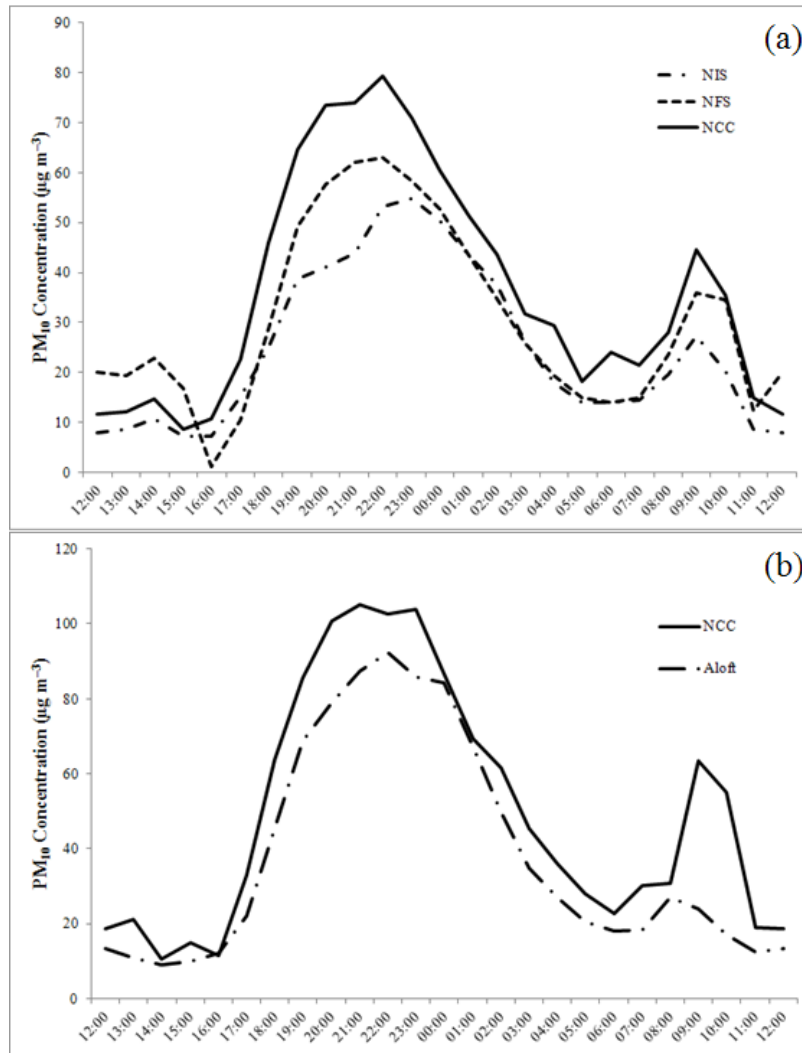 (a)
PM10 Concentration (µg m−3)
90
80
70
60
50
40
30
20
10
0
NIS
NFS
NCC
12:00 13:00 14:00 15:00 16:00 17:00 18:00 19:00 20:00 21:00 22:00 23:00 00:00 01:00 02:00 03:00 04:00 05:00 06:00 07:00 08:00 09:00 10:00 11:00 12:00
(b)
PM10 Concentration (µg m−3)
120
100
80
60
40
20
0
NCC
Aloft
12:00 13:00 14:00 15:00 16:00 17:00 18:00 19:00 20:00 21:00 22:00 23:00 00:00 01:00 02:00 03:00 04:00 05:00 06:00 07:00 08:00 09:00 10:00 11:00 12:00